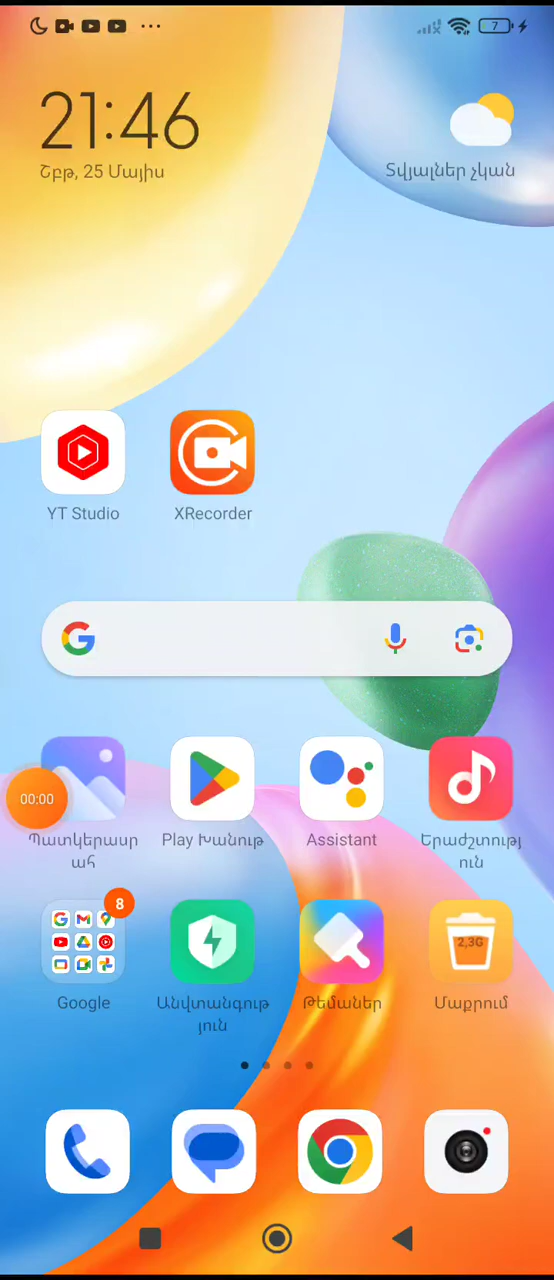 7
21:46
Շբթ, 25 Մայիս
Տվյալներ չկան
YT Studio
XRecorder
00:00
Պատկերասր
ահ
Play Խանութ
Assistant
Երաժշտությ
ուն
8
2,3G
Google
Անվտանգութ
յուն
Թեմաներ
Մաքրում